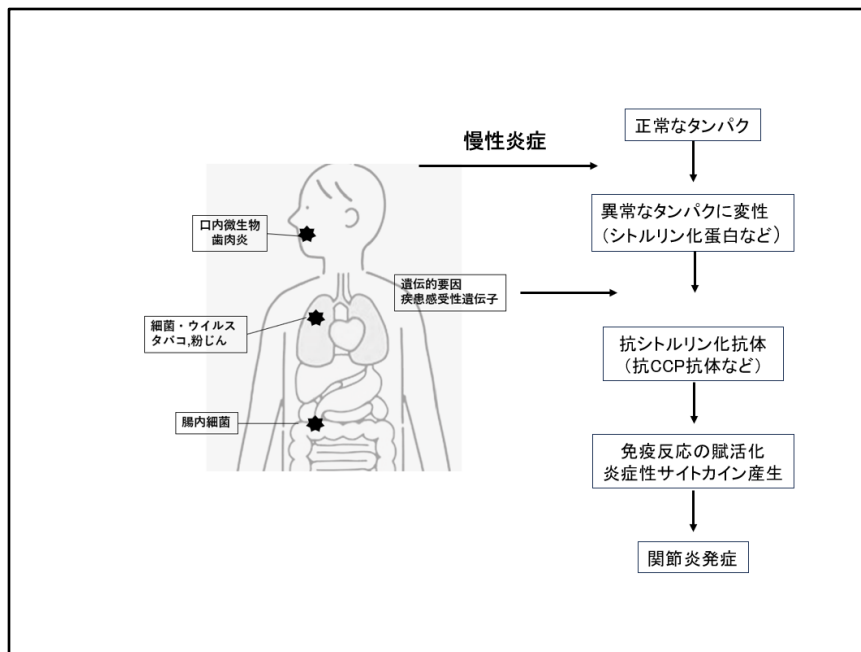 慢性炎症
正常なタンパク
口内微生物
歯肉炎
異常なタンパクに変性
（シトルリン化蛋白など）
遺伝的要因
疾患感受性遺伝子
細菌・ウイルス
タバコ,粉じん
抗シトルリン化抗体
（抗CCP抗体など）
腸内細菌
免疫反応の賦活化
炎症性サイトカイン産生
関節炎発症